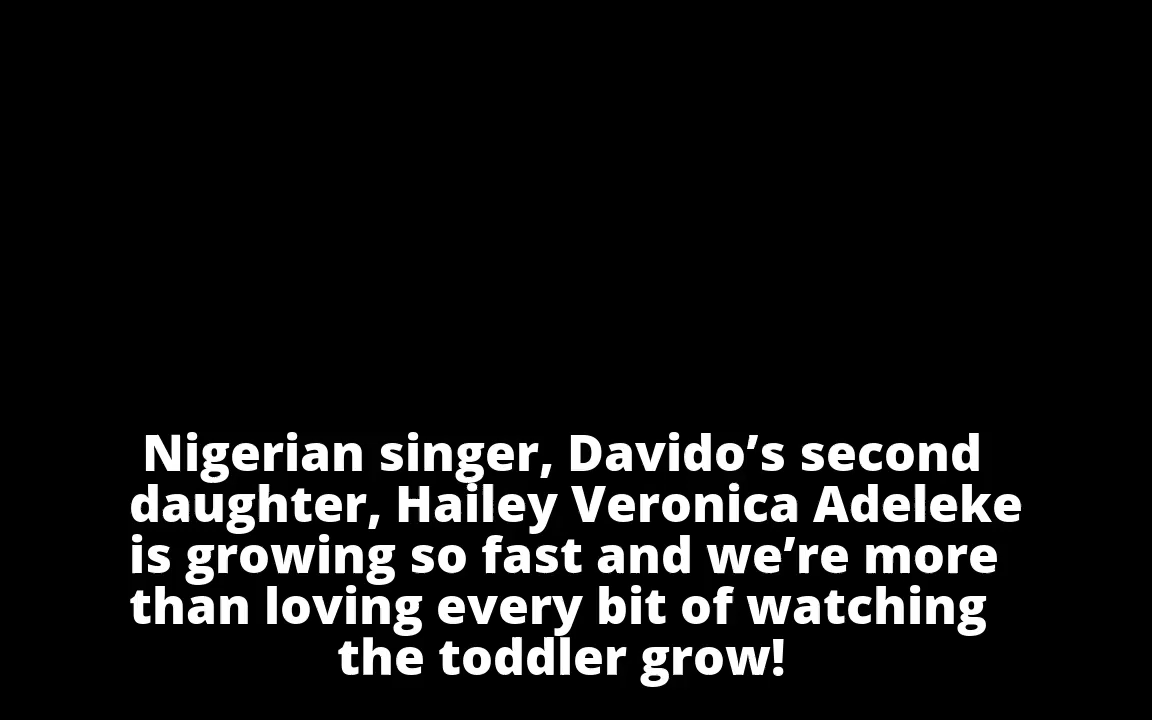 Nigerian singer, Davido’s second
daughter, Hailey Veronica Adeleke
is growing so fast and we’re more
than loving every bit of watching
the toddler grow!